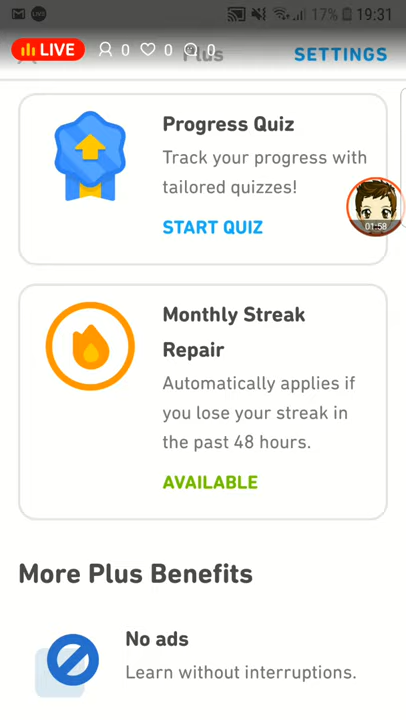 17% 19:31
LIVE 0 0 0
Plus SETTINGS
Progress Quiz
Track your progress with
tailored quizzes!
START QUIZ
01:58
Monthly Streak
Repair
Automatically applies if
you lose your streak in
the past 48 hours.
AVAILABLE
More Plus Benefits
No ads
Learn without interruptions.